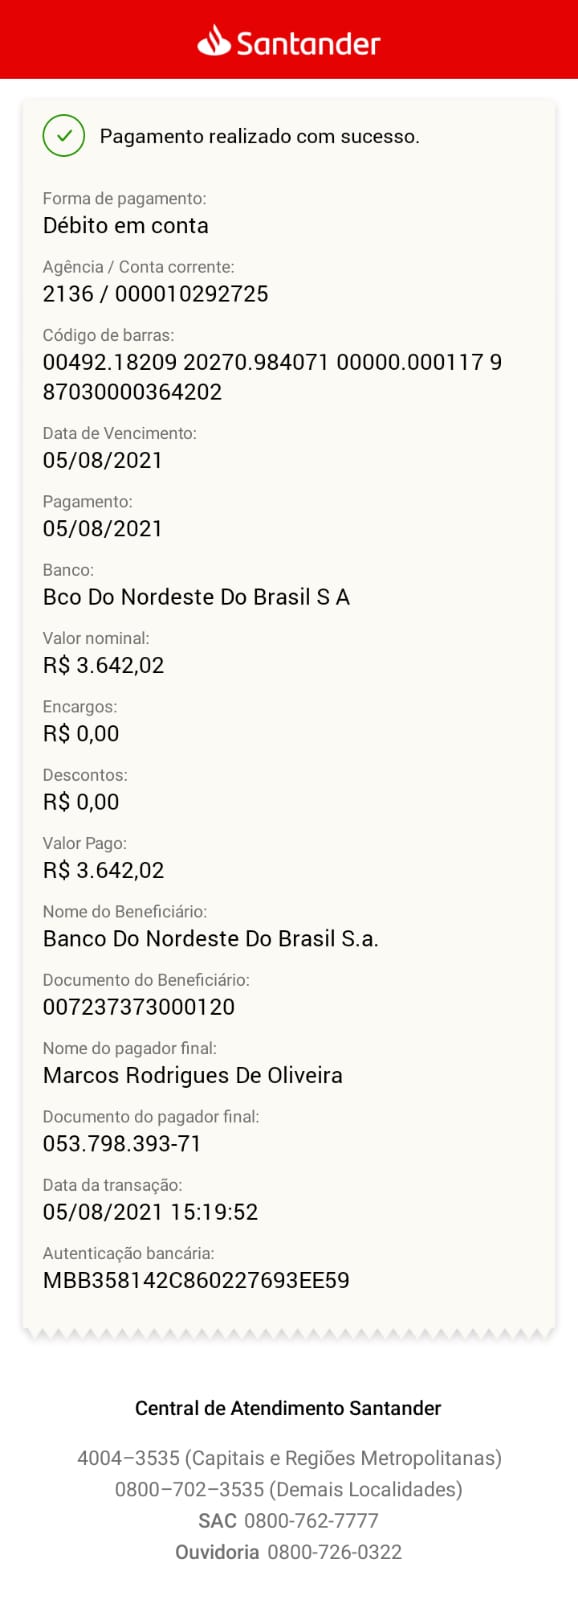 Santander
Pagamento realizado com sucesso.
Forma de pagamento:
Débito em conta
Agência / Conta corrente:
2136 / 000010292725
Código de barras:
00492.18209 20270.984071 00000.000117 9
87030000364202
Data de Vencimento:
05/08/2021
Pagamento:
05/08/2021
Banco:
Bco Do Nordeste Do Brasil S A
Valor nominal:
R$ 3.642,02
Encargos:
R$ 0,00
Descontos:
R$ 0,00
Valor Pago:
R$ 3.642,02
Nome do Beneficiário:
Banco Do Nordeste Do Brasil S.a.
Documento do Beneficiário:
007237373000120
Nome do pagador final:
Marcos Rodrigues De Oliveira
Documento do pagador final:
053.798.393-71
Data da transação:
05/08/2021 15:19:52
Autenticação bancária:
MBB358142C860227693EE59
Central de Atendimento Santander
4004–3535 (Capitais e Regiões Metropolitanas)
0800–702–3535 (Demais Localidades)
SAC 0800-762-7777
Ouvidoria 0800-726-0322